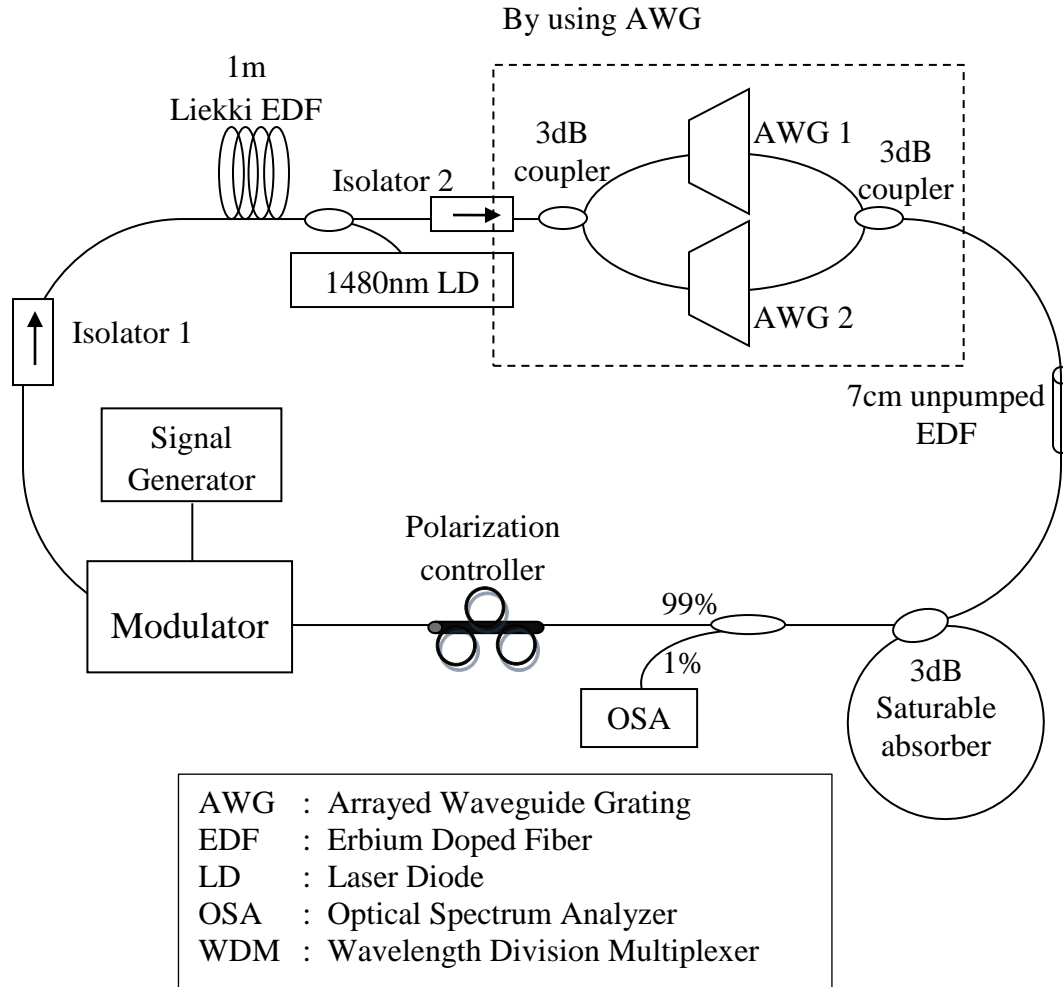 By using AWG
1m
Liekki EDF
Isolator 2
3dB
coupler
AWG 1
3dB
coupler
1480nm LD
AWG 2
Isolator 1
7cm unpumped
EDF
Signal
Generator
Polarization
controller
Modulator
99%
1%
OSA
3dB
Saturable
absorber
AWG : Arrayed Waveguide Grating
EDF : Erbium Doped Fiber
LD : Laser Diode
OSA : Optical Spectrum Analyzer
WDM : Wavelength Division Multiplexer